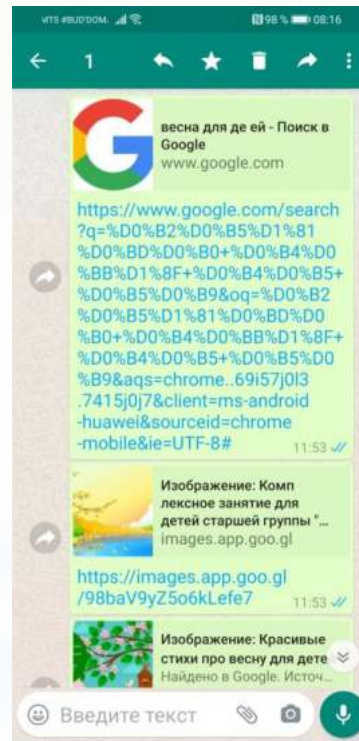 VITS #BUĎDOM. 98 % 08:16
1
весна для де ей - Поиск в
Google
www.google.com
https://www.google.com/search
?q=%D0%B2%D0%B5%D1%81
%D0%BD%D0%B0+%D0%B4%D0
%BB%D1%8F+%D0%B4%D0%B5+
%D0%B5%D0%B9&oq=%D0%B2
%D0%B5%D1%81%D0%BD%D0
%B0+%D0%B4%D0%BB%D1%8F+
%D0%B4%D0%B5+%D0%B5%D0
%B9&aqs=chrome..69i57j0l3
.7415j0j7&client=ms-android
-huawei&sourceid=chrome
-mobile&ie=UTF-8#
11:53
Изображение: Комп
лексное занятие для
детей старшей группы "...
images.app.goo.gl
https://images.app.goo.gl
/98baV9yZ5o6kLefe7
11:53
Изображение: Красивые
стихи про весну для дете
Найдено в Google. Источ...
Введите текст